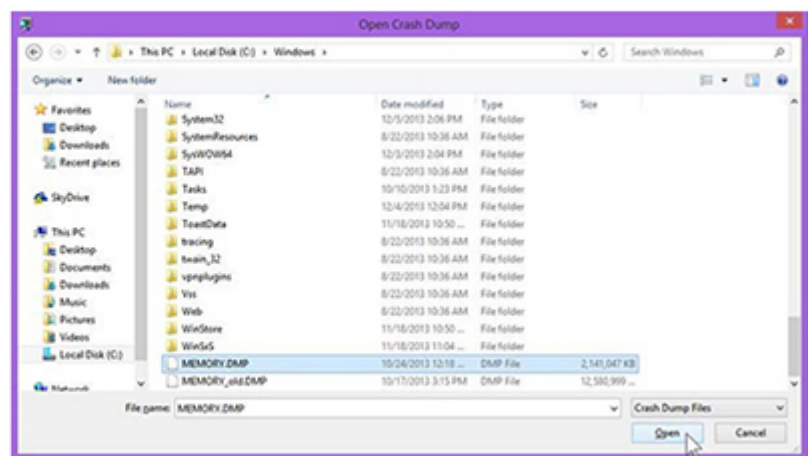 Open Crash Dump
This PC ▸ Local Disk (C:) ▸ Windows ▸
Search Windows
Organize ▾ New folder
Name Date modified Type Size
Favorites
Desktop
Downloads
Recent places
SkyDrive
This PC
Desktop
Documents
Downloads
Music
Pictures
Videos
Local Disk (C:)
Network
System32 12/5/2013 2:06 PM File folder
SystemResources 8/22/2013 10:36 AM File folder
SysWOW64 12/5/2013 2:04 PM File folder
TAPI 8/22/2013 10:36 AM File folder
Tasks 10/10/2013 1:23 PM File folder
Temp 12/4/2013 12:04 PM File folder
ToastData 11/18/2013 10:50 ... File folder
tracing 8/22/2013 10:36 AM File folder
twain_32 8/22/2013 10:36 AM File folder
vpnplugins 8/22/2013 10:36 AM File folder
Vss 8/22/2013 10:36 AM File folder
Web 8/22/2013 10:36 AM File folder
WinStore 11/18/2013 10:50 ... File folder
WinSxS 11/18/2013 11:04 ... File folder
MEMORY.DMP 10/24/2013 12:18 ... DMP File 2,141,047 KB
MEMORY_old.DMP 10/17/2013 3:15 PM DMP File 12,580,999 ...
File name: MEMORY.DMP
Crash Dump Files
Open Cancel